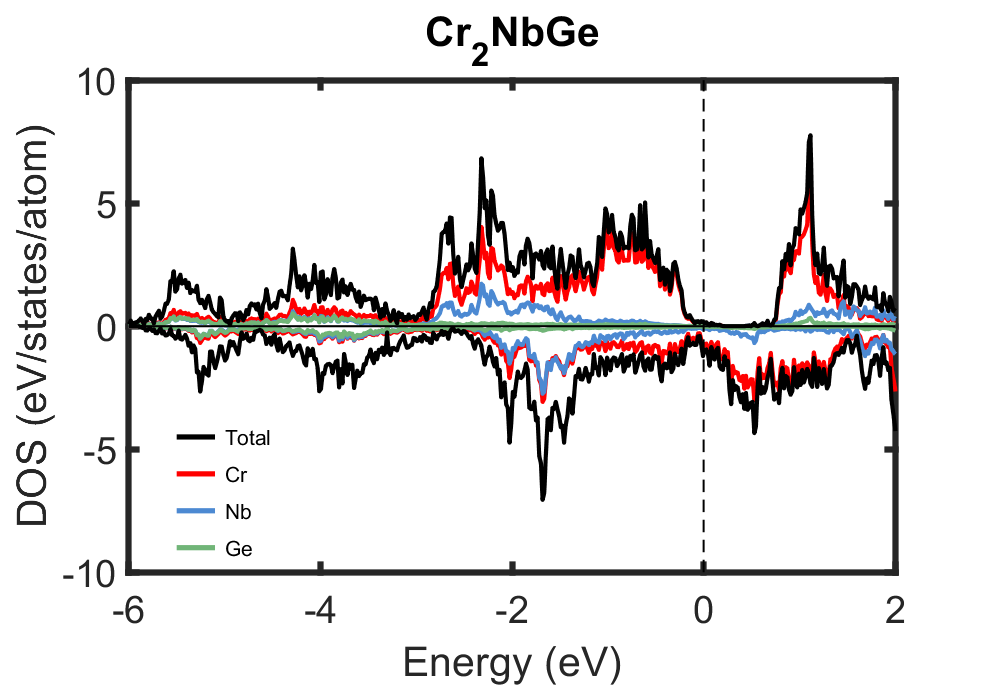 Cr2NbGe
10
5
0
-5
-10
DOS (eV/states/atom)
Total
Cr
Nb
Ge
-6 -4 -2 0 2
Energy (eV)